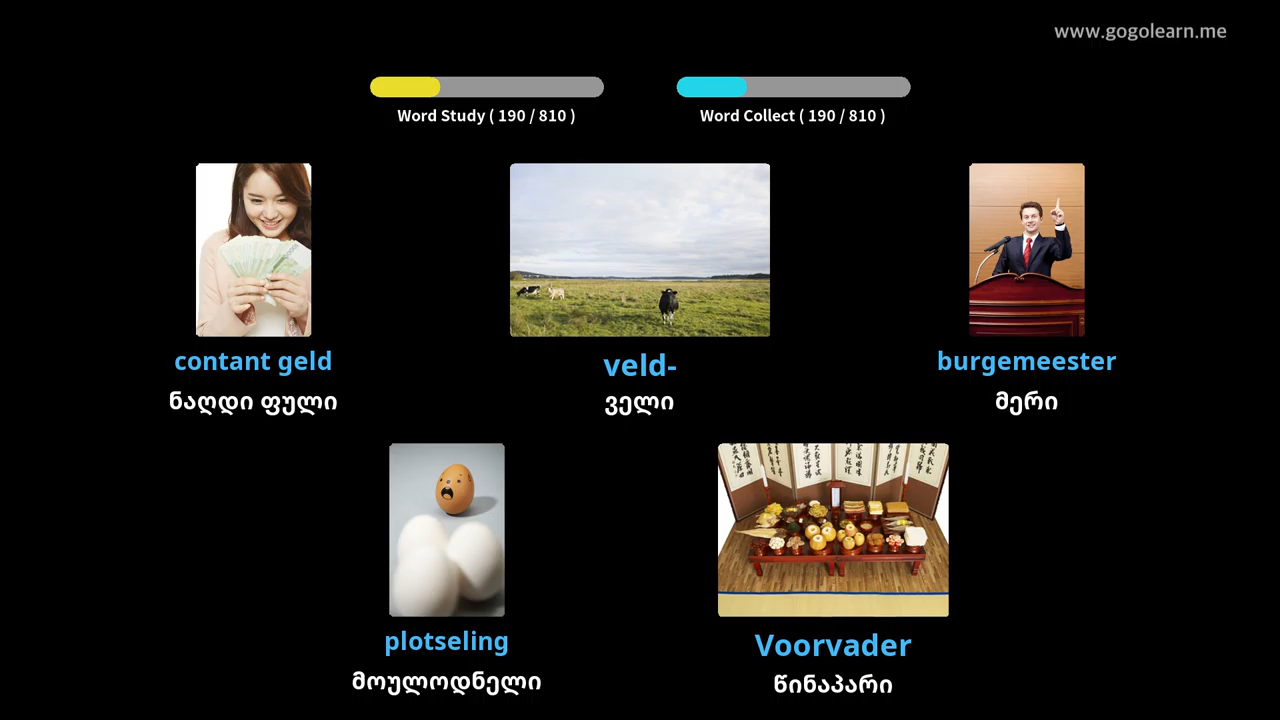 www.gogolearn.me
Word Study ( 190 / 810 )
Word Collect ( 190 / 810 )
contant geld
ნაღდი ფული
veld-
ველი
burgemeester
მერი
plotseling
მოულოდნელი
Voorvader
წინაპარი